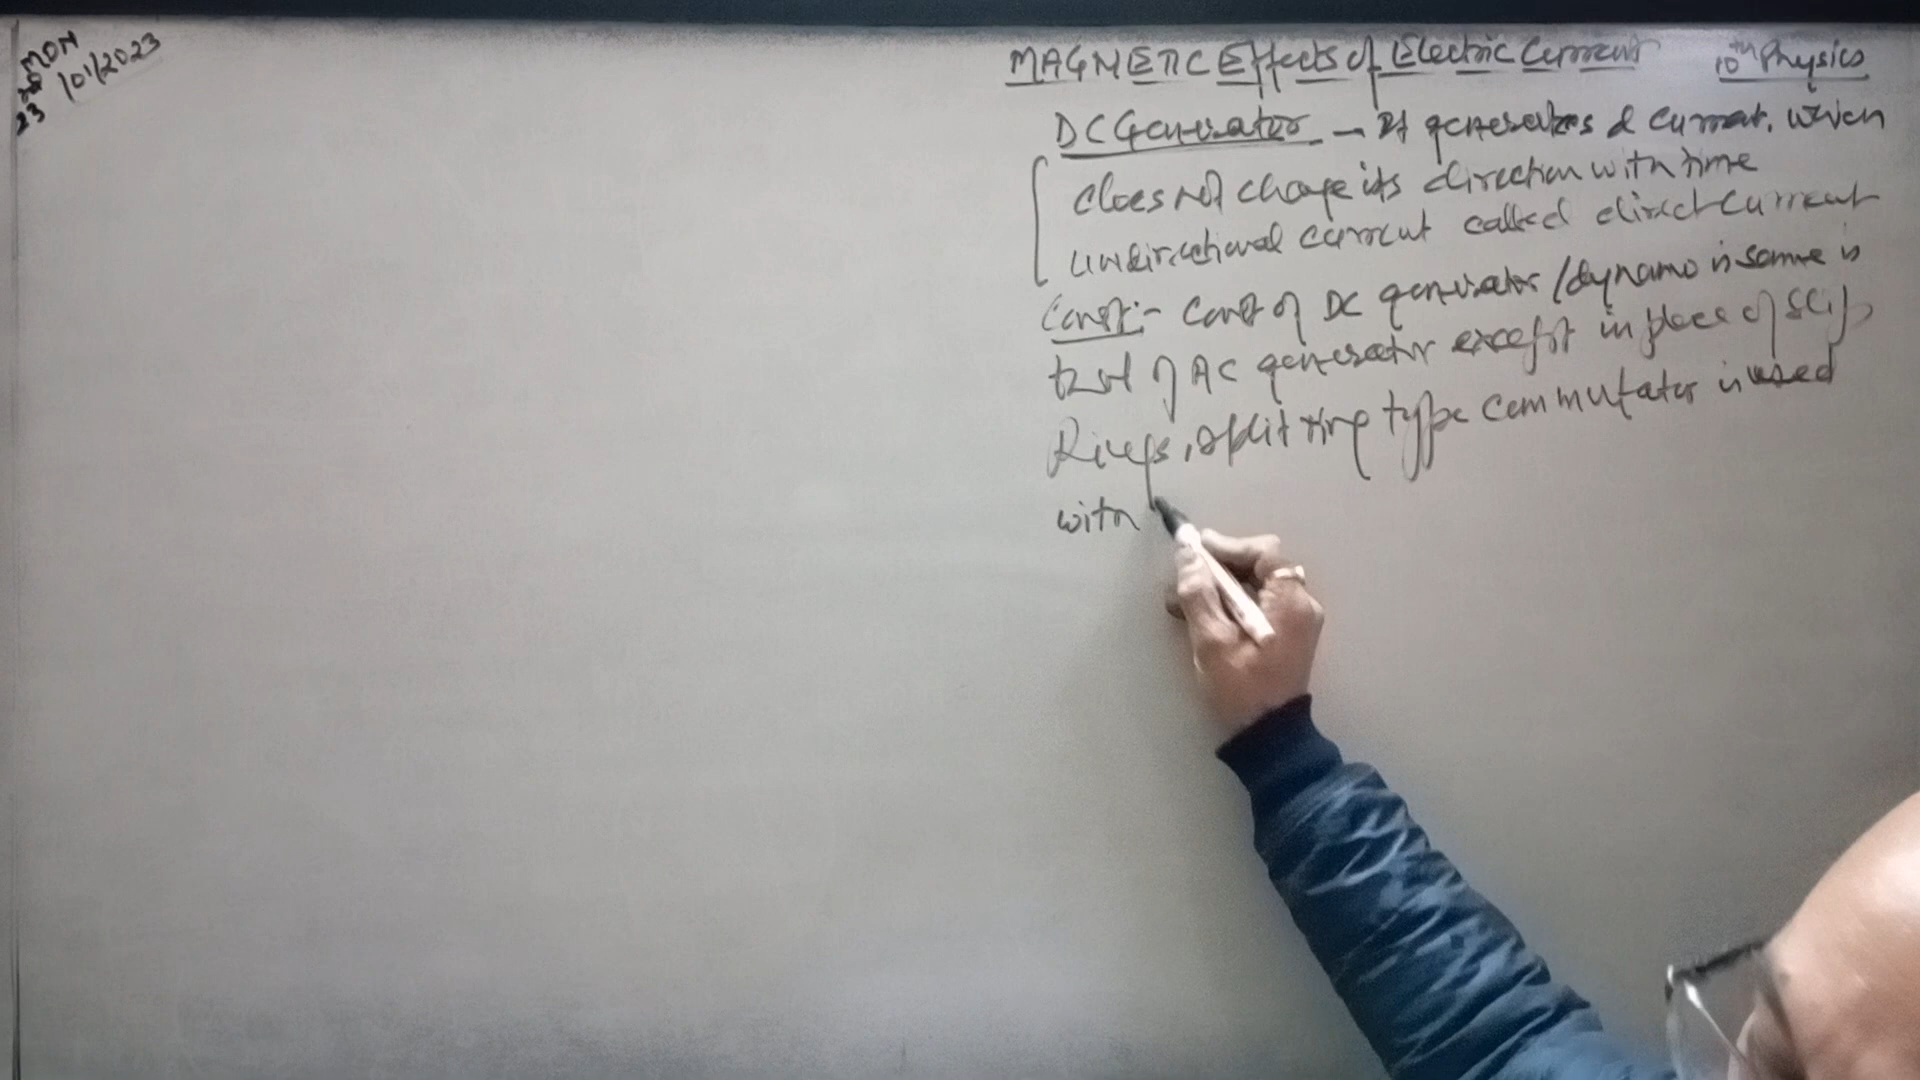 MON
23/01/2023
MAGNETIC Effects of Electric Current 10th Physics
DC Generator – It generates a current, which
does not change its direction with time
unidirectional current called direct current
Const:- Const of DC generator/dynamo is same is
that of AC generator except in place of Slip
Rings, split ring type commutator is used
with